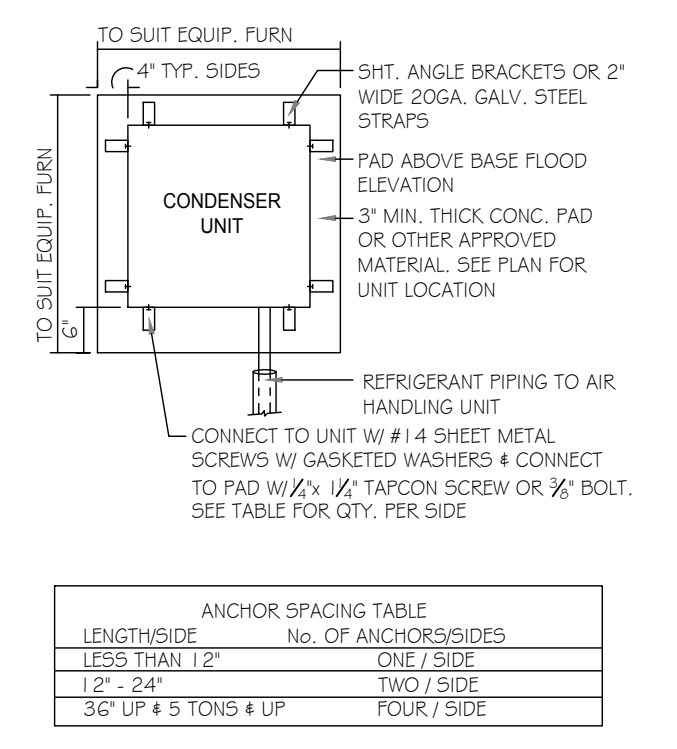 TO SUIT EQUIP. FURN
4" TYP. SIDES
SHT. ANGLE BRACKETS OR 2"
WIDE 20GA. GALV. STEEL
STRAPS
PAD ABOVE BASE FLOOD
ELEVATION
3" MIN. THICK CONC. PAD
OR OTHER APPROVED
MATERIAL. SEE PLAN FOR
UNIT LOCATION
CONDENSER
UNIT
TO SUIT EQUIP. FURN
6"
REFRIGERANT PIPING TO AIR
HANDLING UNIT
CONNECT TO UNIT W/ #14 SHEET METAL
SCREWS W/ GASKETED WASHERS & CONNECT
TO PAD W/ 1/4"x 1 1/4" TAPCON SCREW OR 3/8" BOLT.
SEE TABLE FOR QTY. PER SIDE
ANCHOR SPACING TABLE
LENGTH/SIDE No. OF ANCHORS/SIDES
LESS THAN 12" ONE / SIDE
12" - 24" TWO / SIDE
36" UP & 5 TONS & UP FOUR / SIDE